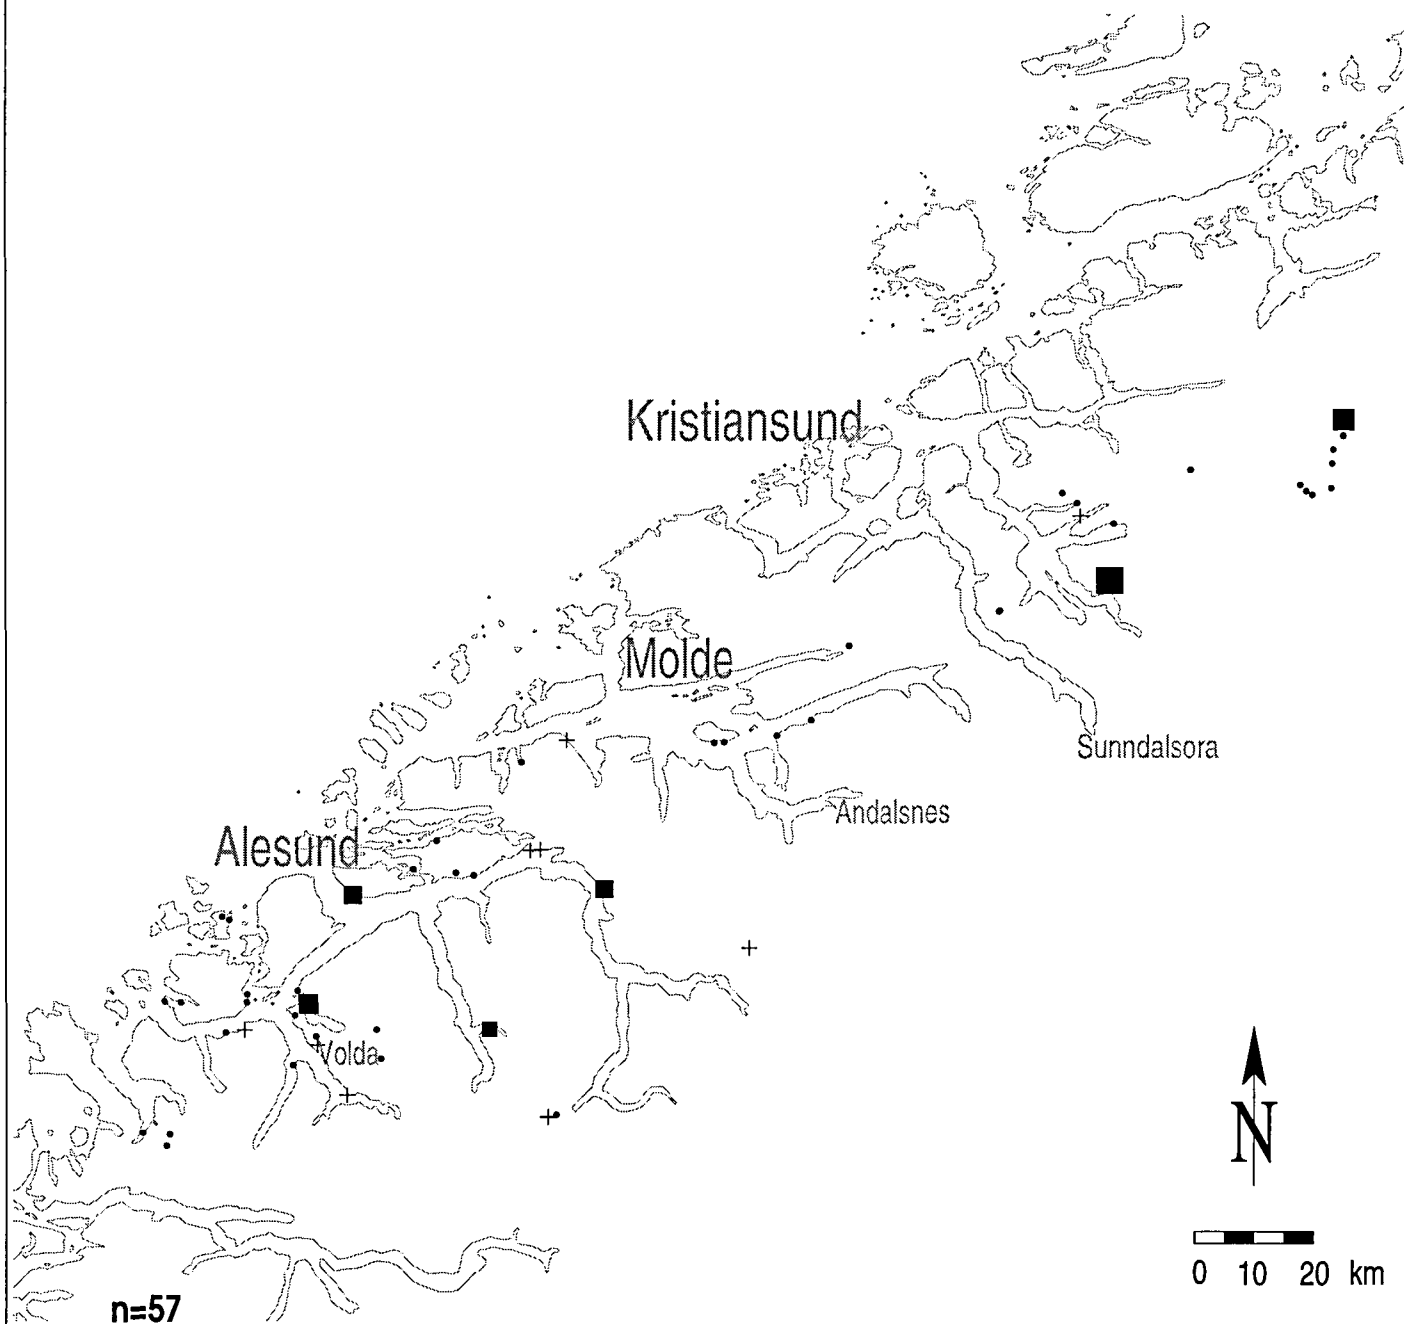 Kristiansund
Molde
Sunndalsora
Andalsnes
Alesund
Volda
N
0 10 20 km
n=57